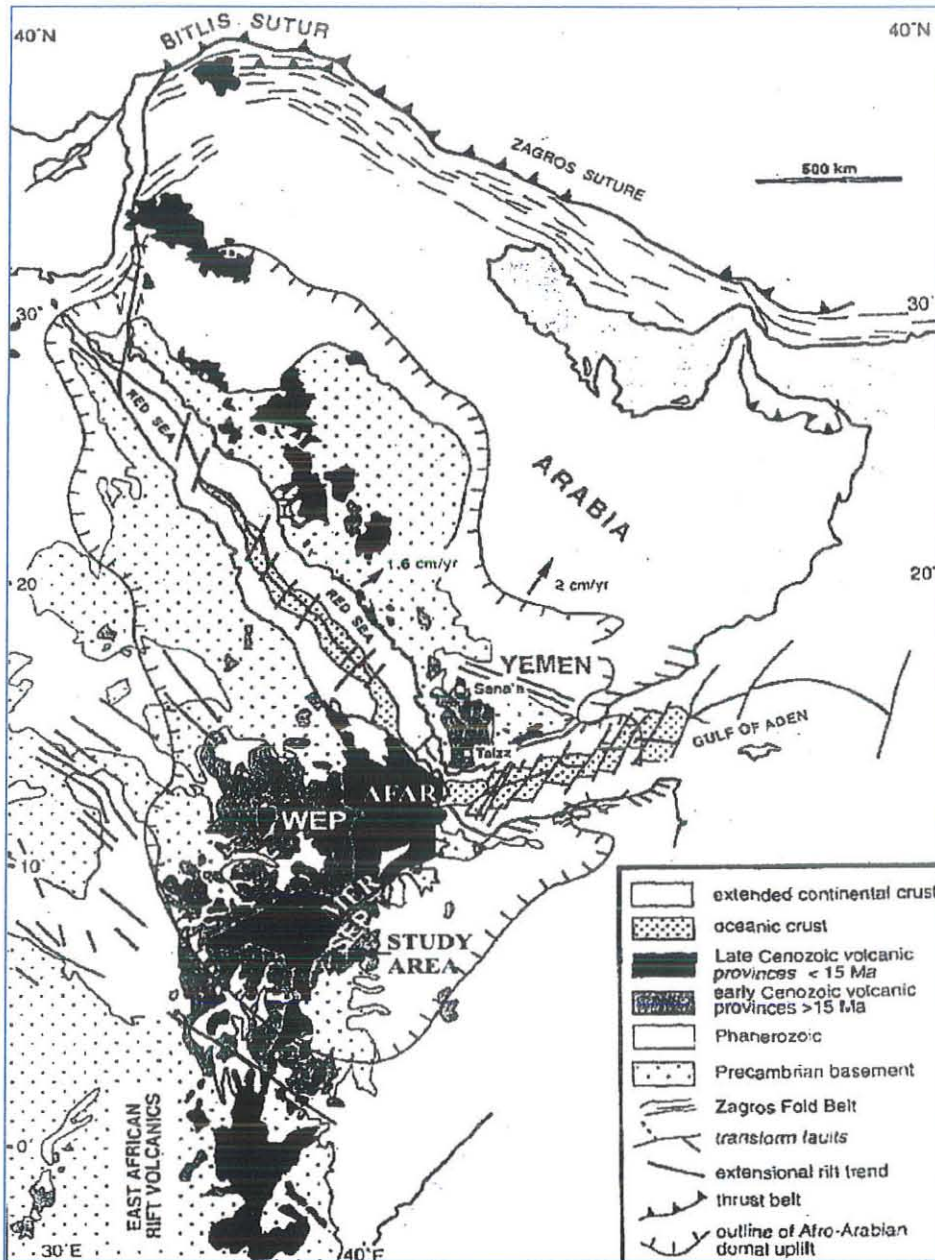 40°N
40°N
BITLIS SUTUR
ZAGROS SUTURE
500 km
30°
30°
RED SEA
ARABIA
1.6 cm/yr
2 cm/yr
20
20°
RED SEA
YEMEN
Sana'a
Taizz
GULF OF ADEN
AFAR
WEP
10
MER
SEP
STUDY
AREA
EAST AFRICAN
RIFT VOLCANICS
0°
30°E
40°E
extended continental crust
oceanic crust
Late Cenozoic volcanic
provinces < 15 Ma
early Cenozoic volcanic
provinces >15 Ma
Phanerozoic
Precambrian basement
Zagros Fold Belt
transform faults
extensional rift trend
thrust belt
outline of Afro-Arabian
domal uplift